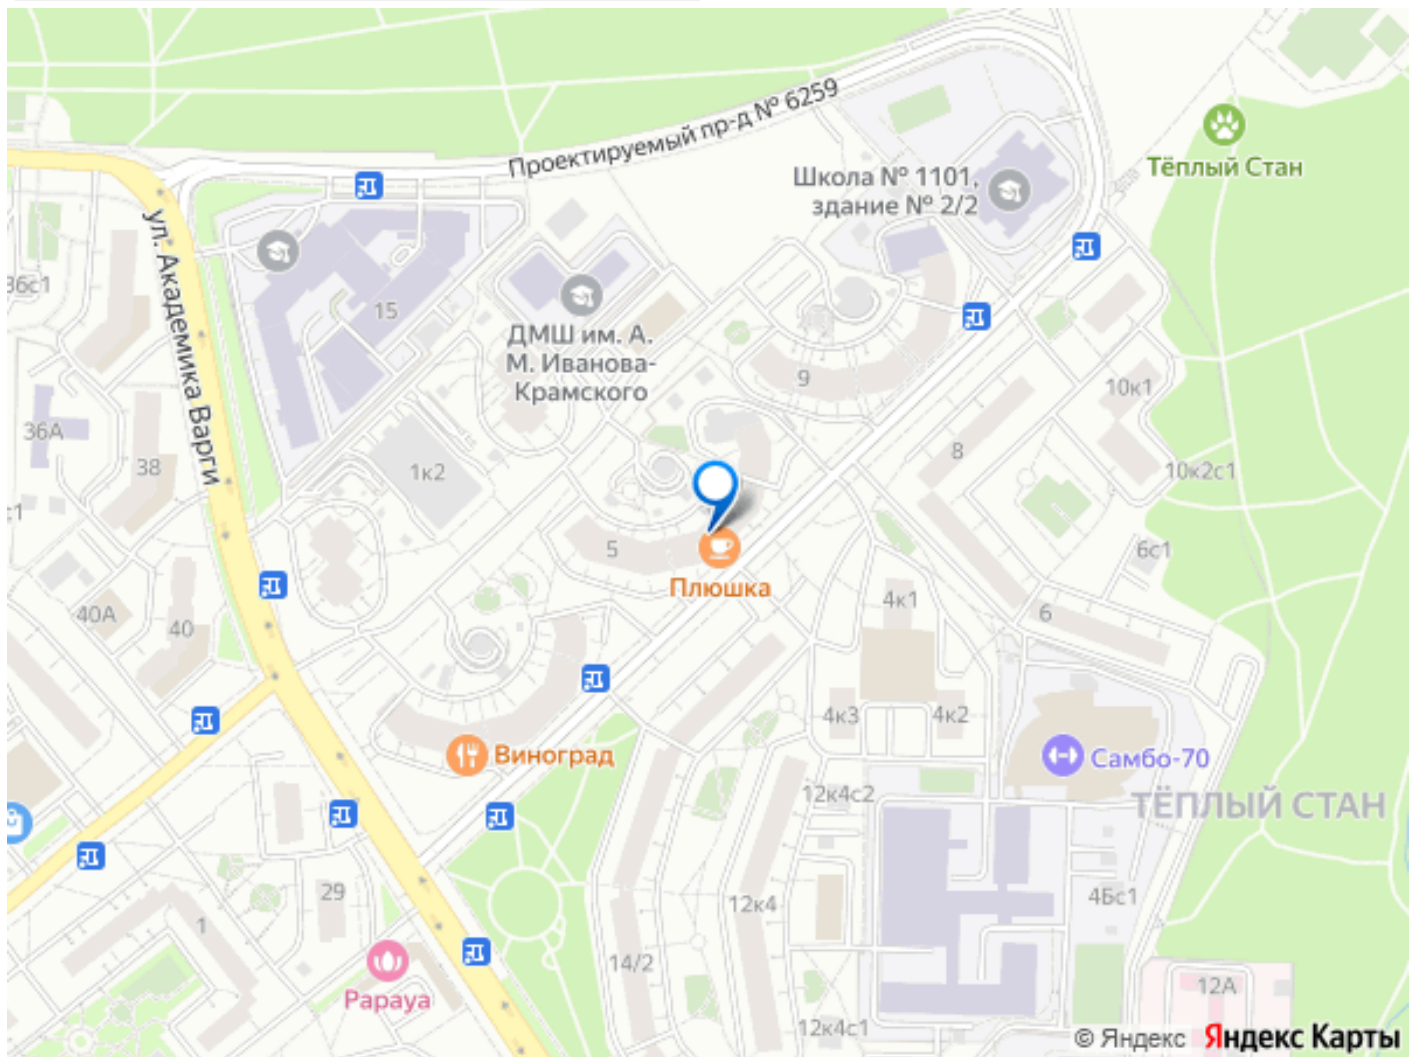 Проектируемый пр-д № 6259
Тёплый Стан
Школа № 1101,
здание № 2/2
ул. Академика Варги
36с1
15
ДМШ им. А.
М. Иванова-
Крамского
9
10к1
36А
38
1к2
8
10к2с1
5
6с1
Плюшка
4к1
40А
40
6
4к3
4к2
Виноград
Самбо-70
12к4с2
ТЁПЛЫЙ СТАН
29
12к4
4Бс1
1
14/2
Papaya
12А
12к4с1
© Яндекс Яндекс Карты